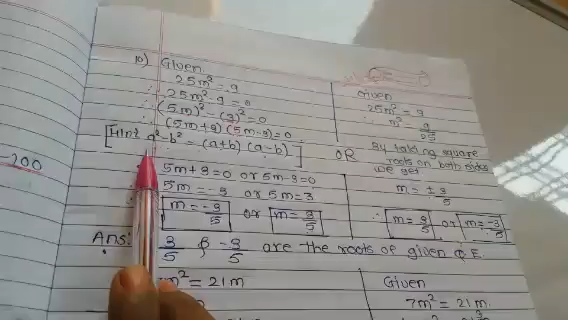 10) Given
25m² = 9
∴ 25m² - 9 = 0
∴ (5m)² - (3)² = 0
∴ (5m+3) (5m-3) = 0
[Hint a² - b² = (a+b) (a-b)]
5m+3=0 or 5m-3=0
5m = -3 or 5m=3
m = -3/5 or m = 3/5
OR
Given
25m² = 9
∴ m² = 9/25
By taking square
roots on both sides
we get
m = ± 3/5
∴ m = 3/5 or m = -3/5
Ans: 3/5 & -3/5 are the roots of given Q.E.
m² = 21m
Given
7m² = 21m
-100